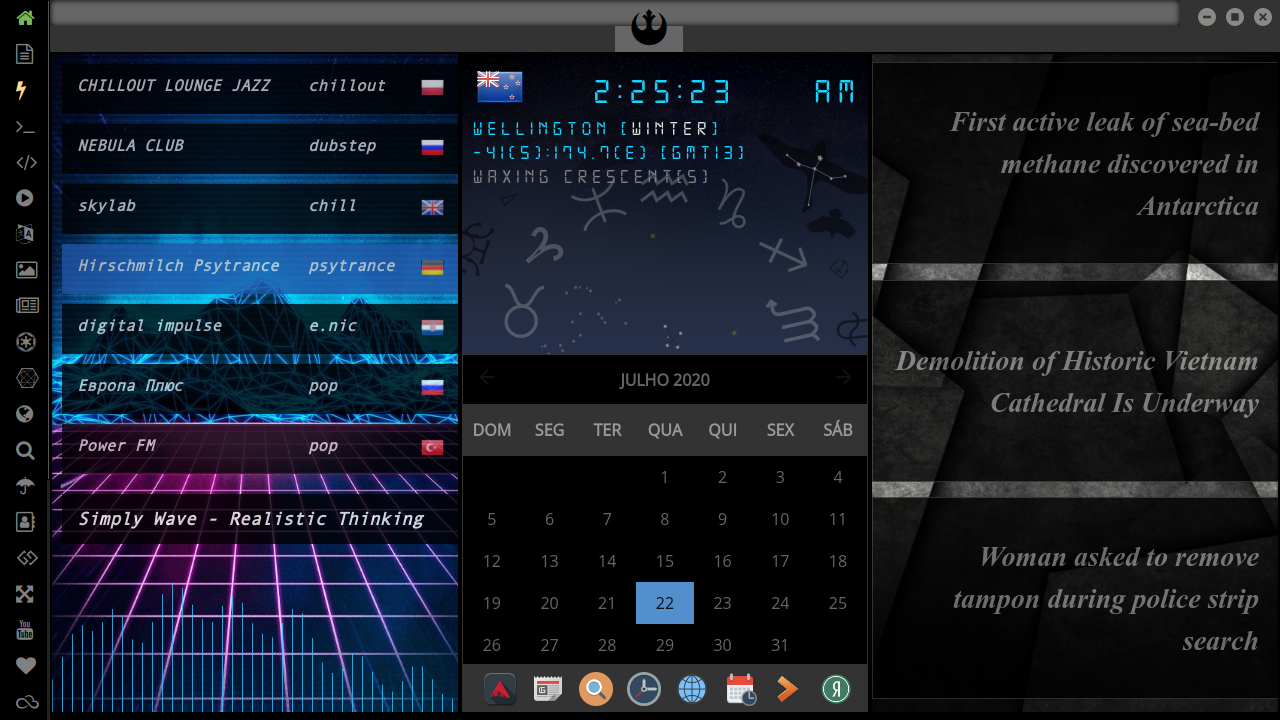 CHILLOUT LOUNGE JAZZ chillout
NEBULA CLUB dubstep
skylab chill
Hirschmilch Psytrance psytrance
digital impulse e.nic
Европа Плюс pop
Power FM pop
Simply Wave - Realistic Thinking
2:25:23 AM
WELLINGTON [WINTER]
-41(S):174.7(E) [GMT13]
WAXING CRESCENT(S)
JULHO 2020
DOM SEG TER QUA QUI SEX SÁB
1 2 3 4
5 6 7 8 9 10 11
12 13 14 15 16 17 18
19 20 21 22 23 24 25
26 27 28 29 30 31
First active leak of sea-bed
methane discovered in
Antarctica
Demolition of Historic Vietnam
Cathedral Is Underway
Woman asked to remove
tampon during police strip
search
You
Tube
Я